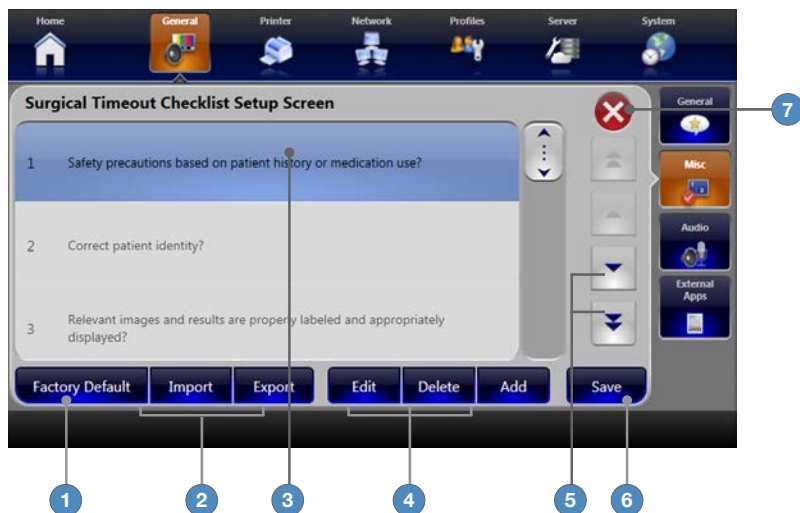 Home General Printer Network Profiles Server System
Surgical Timeout Checklist Setup Screen
1 Safety precautions based on patient history or medication use?
2 Correct patient identity?
3 Relevant images and results are properly labeled and appropriately
displayed?
General
Misc
Audio
External
Apps
Factory Default Import Export Edit Delete Add Save
7
1 2 3 4 5 6